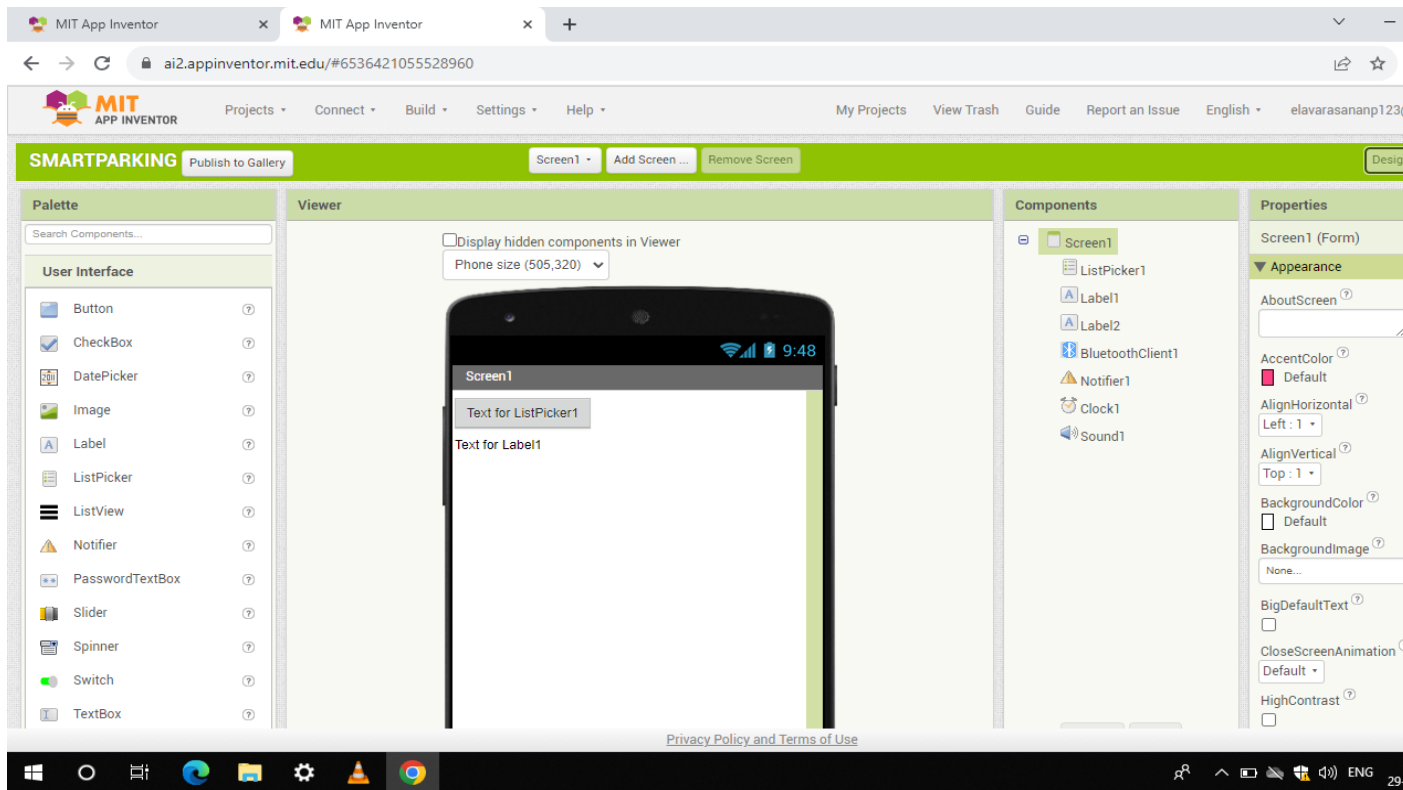 MIT App Inventor
MIT App Inventor
ai2.appinventor.mit.edu/#6536421055528960
MIT
APP INVENTOR
Projects
Connect
Build
Settings
Help
My Projects
View Trash
Guide
Report an Issue
English
elavarasananp123
SMARTPARKING
Publish to Gallery
Screen1
Add Screen ...
Remove Screen
Desig
Palette
Viewer
Components
Properties
Search Components...
User Interface
Button
CheckBox
DatePicker
Image
Label
ListPicker
ListView
Notifier
PasswordTextBox
Slider
Spinner
Switch
TextBox
Display hidden components in Viewer
Phone size (505,320)
9:48
Screen1
Text for ListPicker1
Text for Label1
Screen1
ListPicker1
Label1
Label2
BluetoothClient1
Notifier1
Clock1
Sound1
Screen1 (Form)
Appearance
AboutScreen
AccentColor
Default
AlignHorizontal
Left : 1
AlignVertical
Top : 1
BackgroundColor
Default
BackgroundImage
None...
BigDefaultText
CloseScreenAnimation
Default
HighContrast
Privacy Policy and Terms of Use
ENG
29-